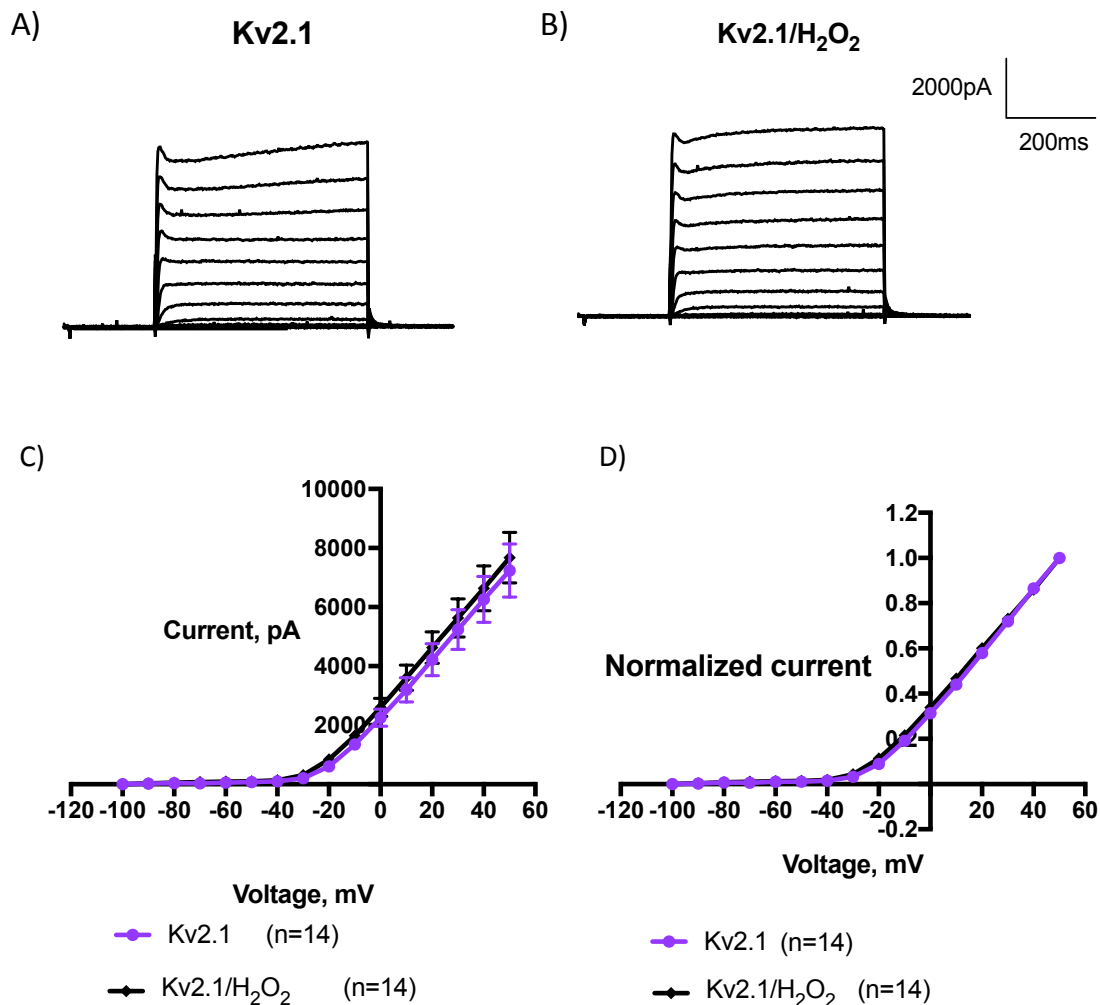 A)
Kv2.1
B)
Kv2.1/H₂O₂
2000pA
200ms
C)
10000
8000
6000
4000
2000
Current, pA
-120 -100 -80 -60 -40 -20 0 20 40 60
Voltage, mV
Kv2.1 (n=14)
Kv2.1/H₂O₂ (n=14)
D)
1.2
1.0
0.8
0.6
0.4
0.2
-0.2
Normalized current
-120 -100 -80 -60 -40 -20 20 40 60
Voltage, mV
Kv2.1 (n=14)
Kv2.1/H₂O₂ (n=14)